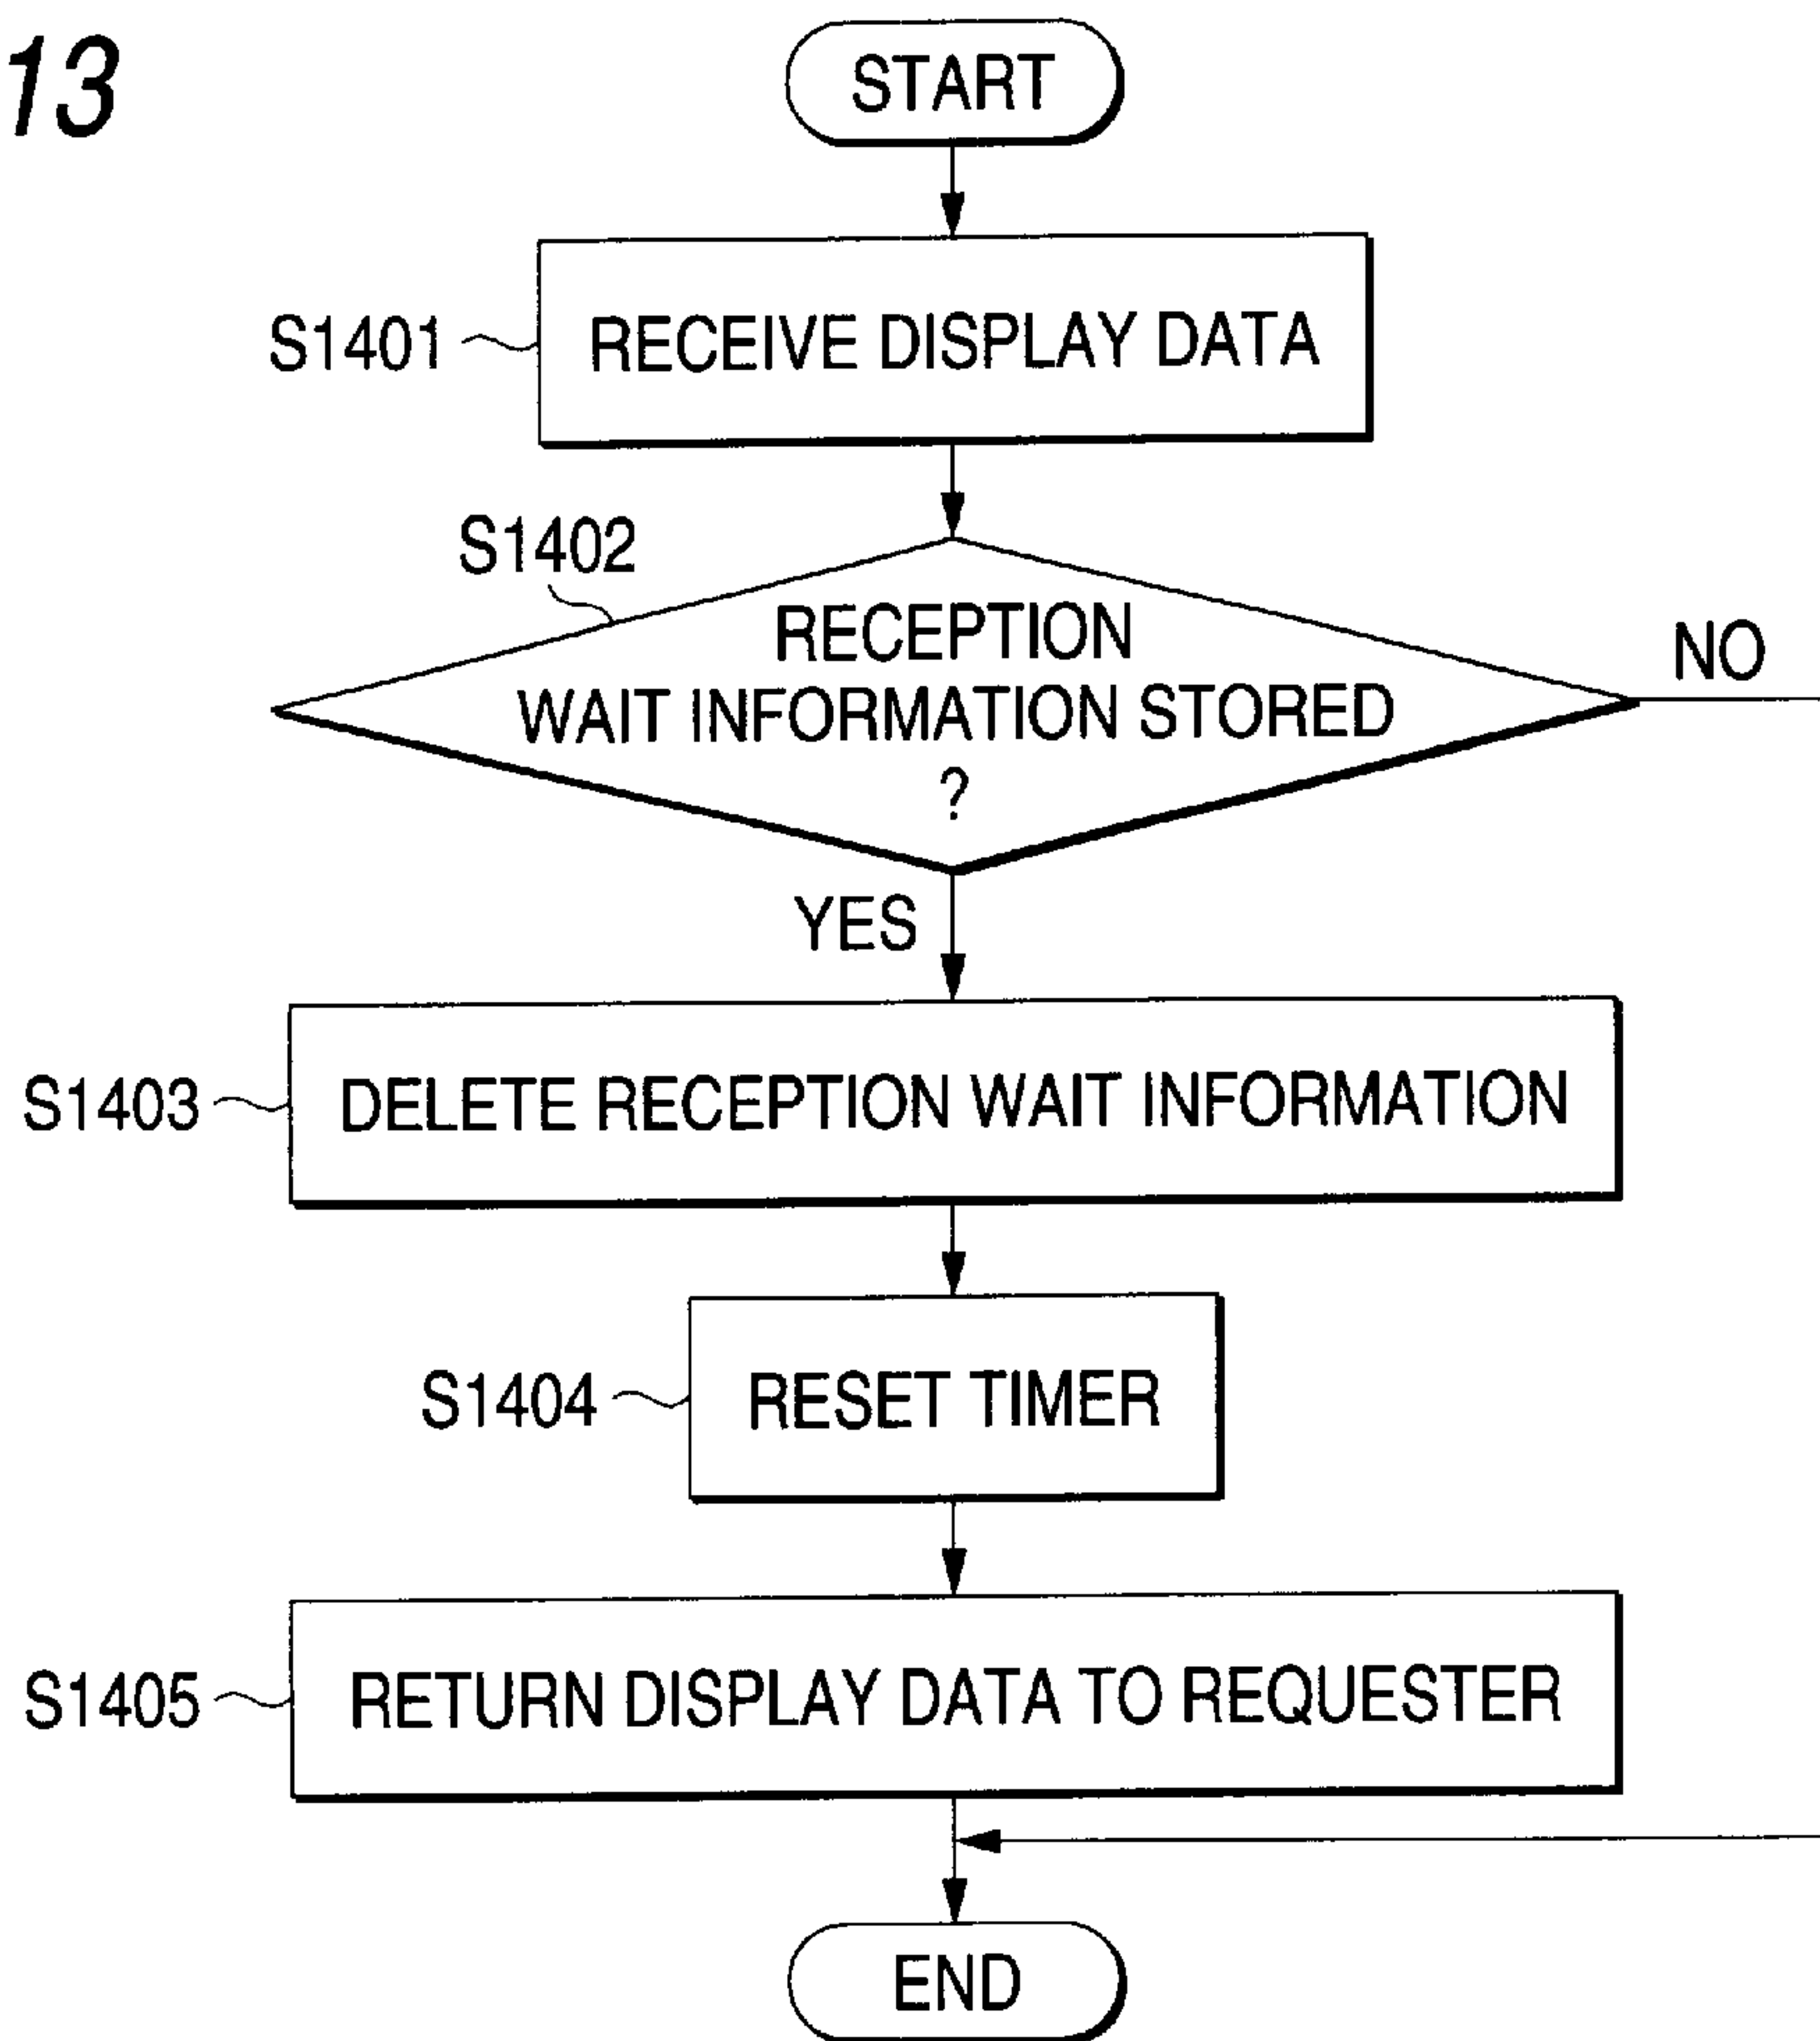 13
START
S1401
RECEIVE DISPLAY DATA
S1402
RECEPTION
WAIT INFORMATION STORED
?
NO
YES
S1403
DELETE RECEPTION WAIT INFORMATION
S1404
RESET TIMER
S1405
RETURN DISPLAY DATA TO REQUESTER
END